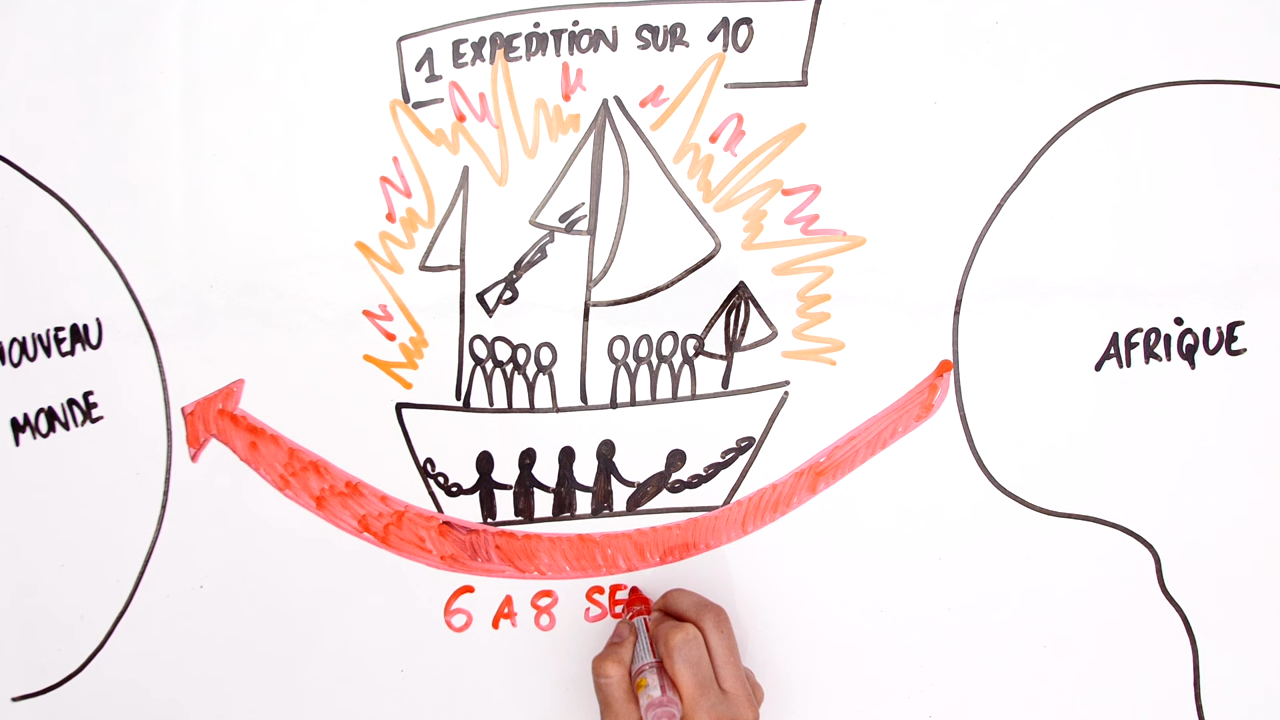 1 EXPEDITION SUR 10
NOUVEAU
MONDE
AFRIQUE
6 A 8 SE